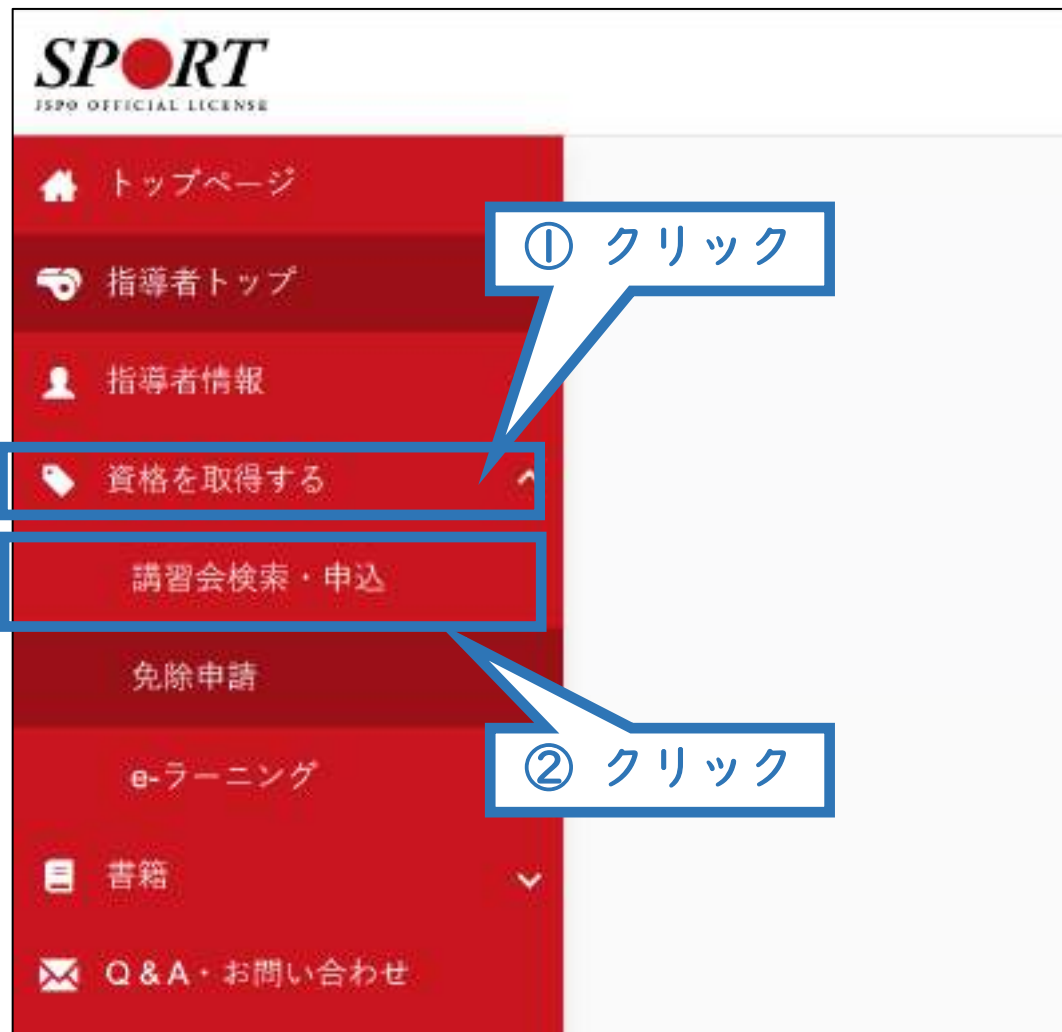 SPORT
JSPO OFFICIAL LICENSE
トップページ
① クリック
指導者トップ
指導者情報
資格を取得する
講習会検索・申込
免除申請
② クリック
e-ラーニング
書籍
Q&A・お問い合わせ